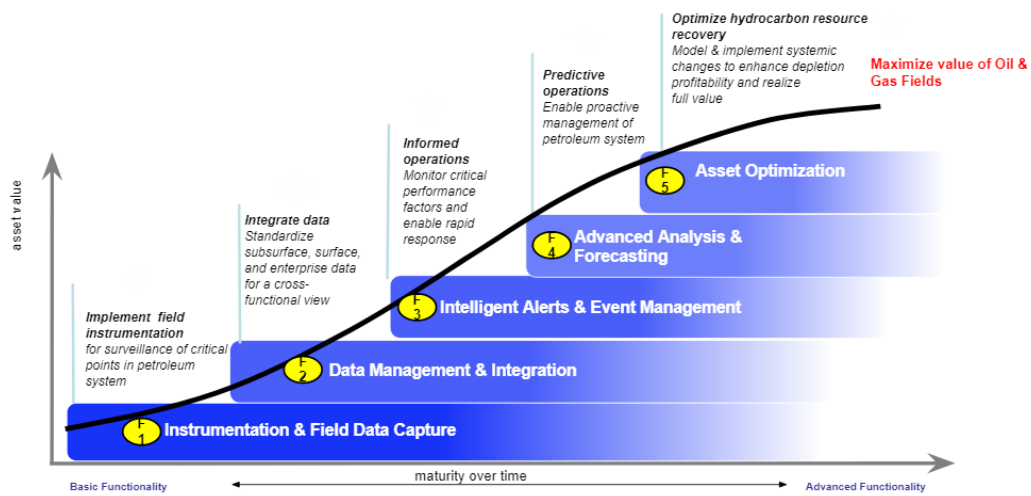 Optimize hydrocarbon resource
recovery
Model & implement systemic
changes to enhance depletion
profitability and realize
full value
Maximize value of Oil &
Gas Fields
Predictive
operations
Enable proactive
management of
petroleum system
Informed
operations
Monitor critical
performance
factors and
enable rapid
response
Integrate data
Standardize
subsurface, surface,
and enterprise data
for a cross-
functional view
Implement field
instrumentation
for surveillance of critical
points in petroleum
system
asset value
F
5
Asset Optimization
F
4
Advanced Analysis &
Forecasting
F
3
Intelligent Alerts & Event Management
F
2
Data Management & Integration
F
1
Instrumentation & Field Data Capture
Basic Functionality
maturity over time
Advanced Functionality